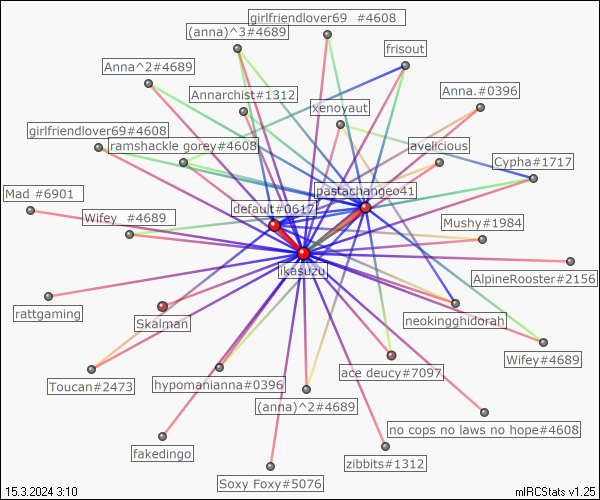 girlfriendlover69  #4608
(anna)^3#4689
frisout
Anna^2#4689
Annarchist#1312
Anna.#0396
xenoyaut
girlfriendlover69#4608
ramshackle gorey#4608
avelicious
Cypha#1717
pastachangeo41
Mad #6901
default#0617
Wifey  #4689
Mushy#1984
ikasuzu
AlpineRooster#2156
rattgaming
Skalman
neokingghidorah
Wifey#4689
ace deucy#7097
Toucan#2473
hypomanianna#0396
(anna)^2#4689
no cops no laws no hope#4608
fakedingo
zibbits#1312
Soxy Foxy#5076
15.3.2024 3:10
mIRCStats v1.25